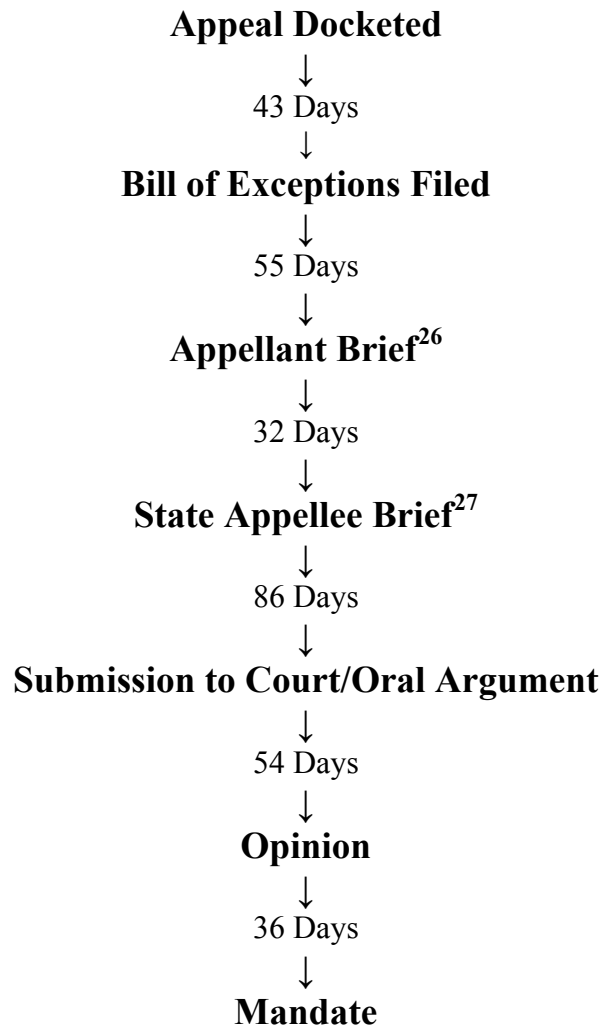 Appeal Docketed
↓
43 Days
↓
Bill of Exceptions Filed
↓
55 Days
↓
Appellant Brief26
↓
32 Days
↓
State Appellee Brief27
↓
86 Days
↓
Submission to Court/Oral Argument
↓
54 Days
↓
Opinion
↓
36 Days
↓
Mandate